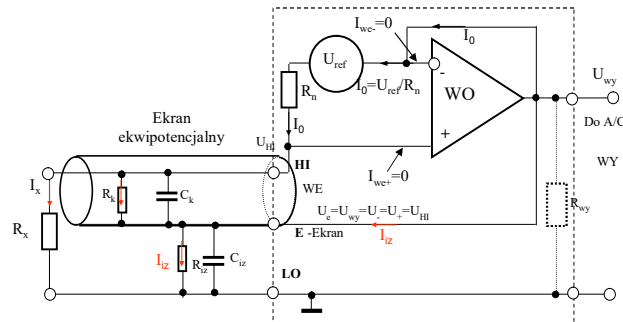 I_we-=0
I_0
U_ref
I_0=U_ref/R_n
R_n
-
WO
+
U_wy
Do A/C
WY
Ekran
ekwipotencjalny
U_HI
I_0
HI
I_we+=0
I_x
R_k
C_k
WE
U_e=U_wy=U_-=U_+=U_HI
R_wy
R_x
E -Ekran
I_iz
I_iz
R_iz
C_iz
LO